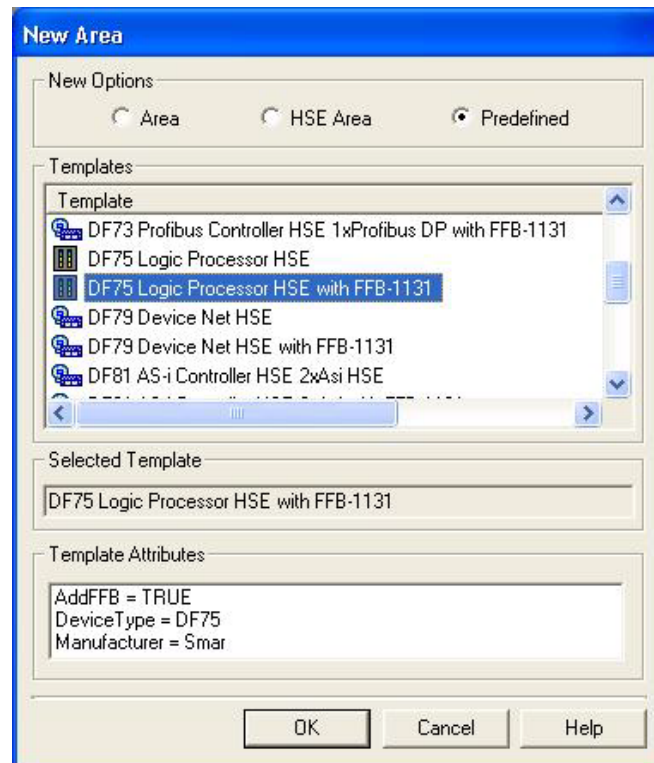 New Area
New Options
Area HSE Area Predefined
Templates
Template
DF73 Profibus Controller HSE 1xProfibus DP with FFB-1131
DF75 Logic Processor HSE
DF75 Logic Processor HSE with FFB-1131
DF79 Device Net HSE
DF79 Device Net HSE with FFB-1131
DF81 AS-i Controller HSE 2xAsi HSE
Selected Template
DF75 Logic Processor HSE with FFB-1131
Template Attributes
AddFFB = TRUE
DeviceType = DF75
Manufacturer = Smar
OK Cancel Help